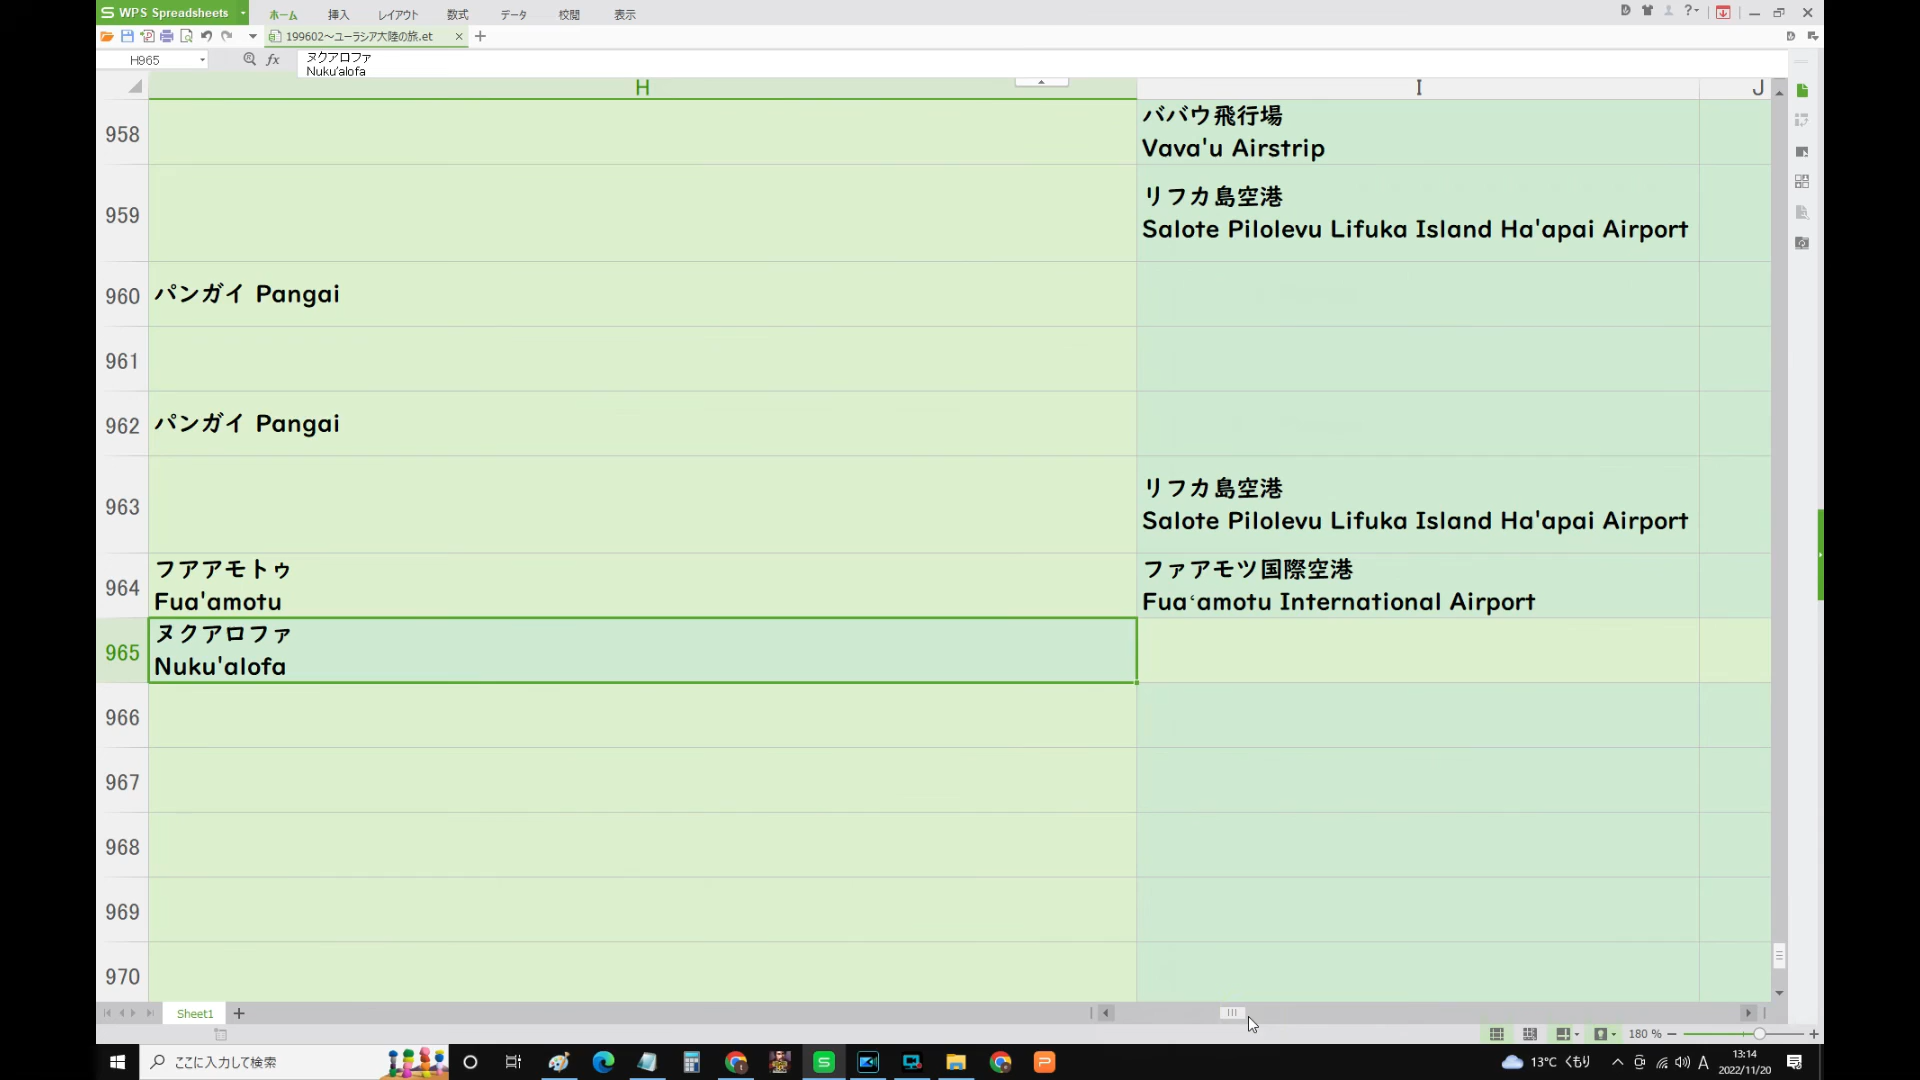 WPS Spreadsheets
ホーム 挿入 レイアウト 数式 データ 校閲 表示
199602～ユーラシア大陸の旅.et
H965
fx
ヌクアロファ
Nuku'alofa
H I J
958
ババウ飛行場
Vava'u Airstrip
959
リフカ島空港
Salote Pilolevu Lifuka Island Ha'apai Airport
960 パンガイ Pangai
961
962 パンガイ Pangai
963
リフカ島空港
Salote Pilolevu Lifuka Island Ha'apai Airport
964
フアアモトゥ
Fua'amotu
ファアモツ国際空港
Fuaʻamotu International Airport
965
ヌクアロファ
Nuku'alofa
966
967
968
969
970
Sheet1
180 %
ここに入力して検索
13°C くもり
A
13:14
2022/11/20